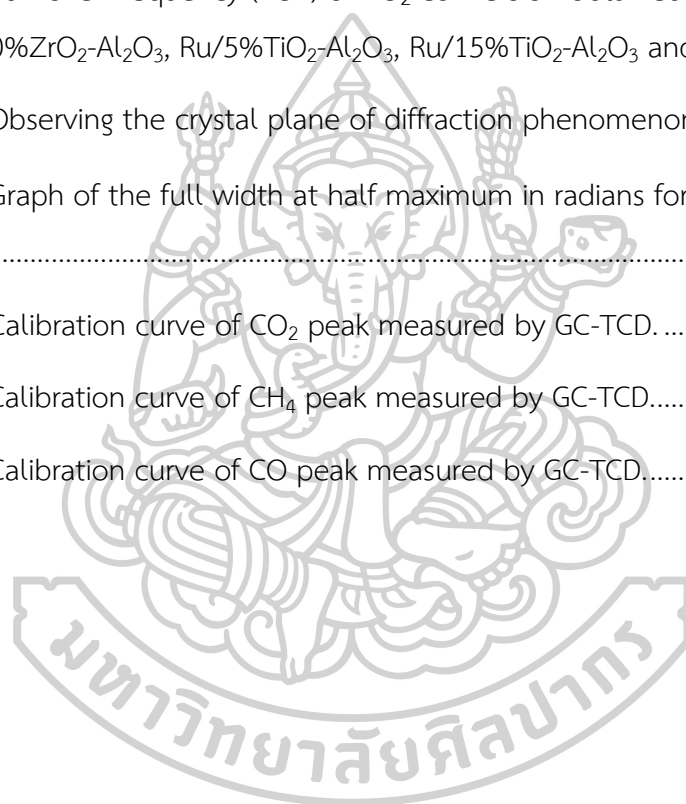 0%ZrO₂-Al₂O₃, Ru/5%TiO₂-Al₂O₃, Ru/15%TiO₂-Al₂O₃ and
Observing the crystal plane of diffraction phenomenon
Graph of the full width at half maximum in radians for
Calibration curve of CO₂ peak measured by GC-TCD. ...
Calibration curve of CH₄ peak measured by GC-TCD.....
Calibration curve of CO peak measured by GC-TCD......
มหาวิทยาลัยศิลปากร